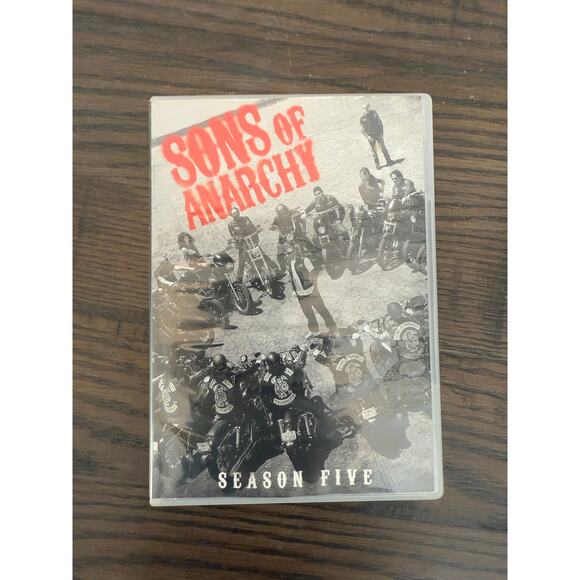 SONS OF
ANARCHY
SEASON FIVE